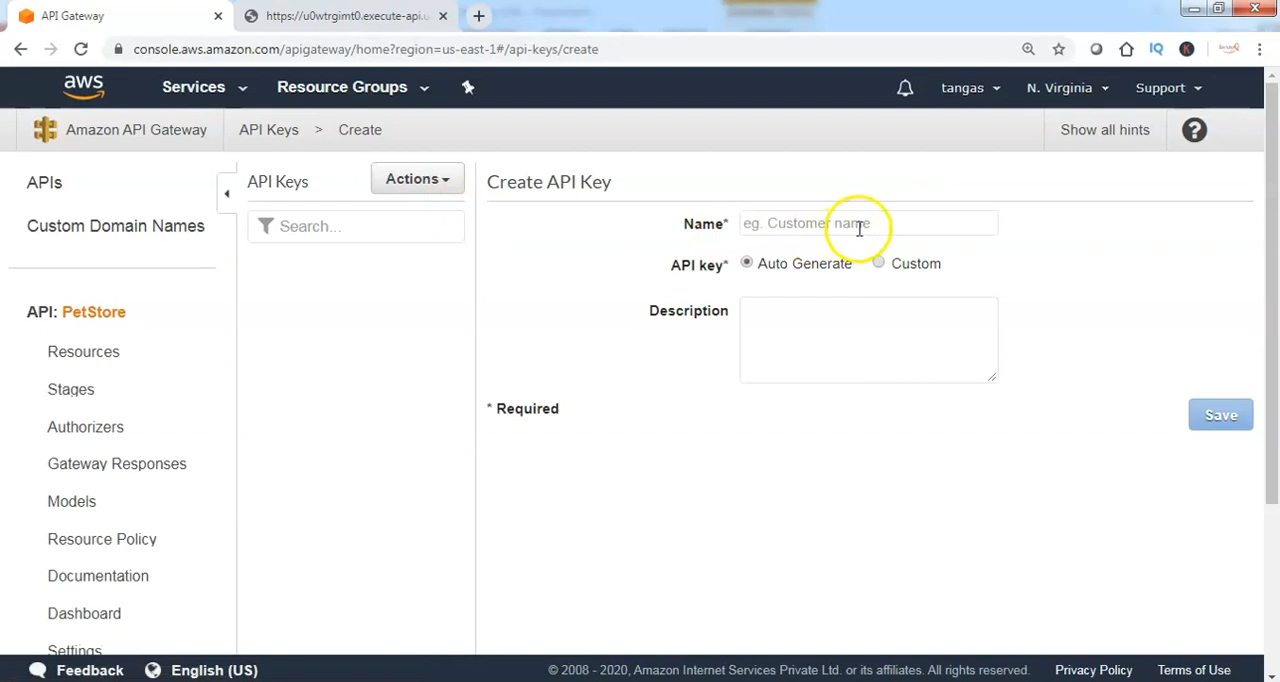 API Gateway
https://u0wtrgimt0.execute-api.u
console.aws.amazon.com/apigateway/home?region=us-east-1#/api-keys/create
IQ
K
aws
Services
Resource Groups
tangas
N. Virginia
Support
Amazon API Gateway
API Keys > Create
Show all hints
?
APIs
Custom Domain Names
API: PetStore
Resources
Stages
Authorizers
Gateway Responses
Models
Resource Policy
Documentation
Dashboard
Settings
API Keys
Actions
Search...
Create API Key
Name* eg. Customer name
API key* Auto Generate Custom
Description
* Required
Save
Feedback
English (US)
© 2008 - 2020, Amazon Internet Services Private Ltd. or its affiliates. All rights reserved.
Privacy Policy
Terms of Use